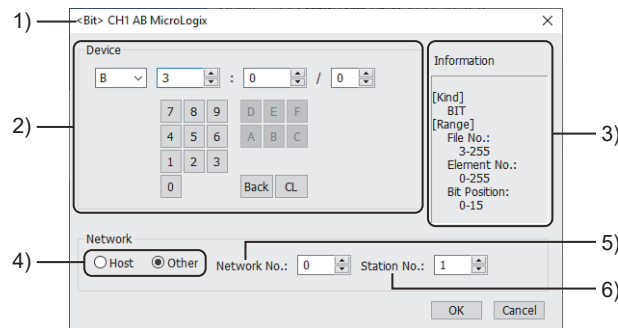 1) <Bit> CH1 AB MicroLogix
Device
Information
B 3 : 0 / 0
[Kind]
BIT
7 8 9 D E F
[Range]
2)
4 5 6 A B C
File No.:
3)
3-255
1 2 3
Element No.:
0-255
0 Back CL
Bit Position:
0-15
Network
5)
4) Host Other Network No.: 0 Station No.: 1
6)
OK Cancel